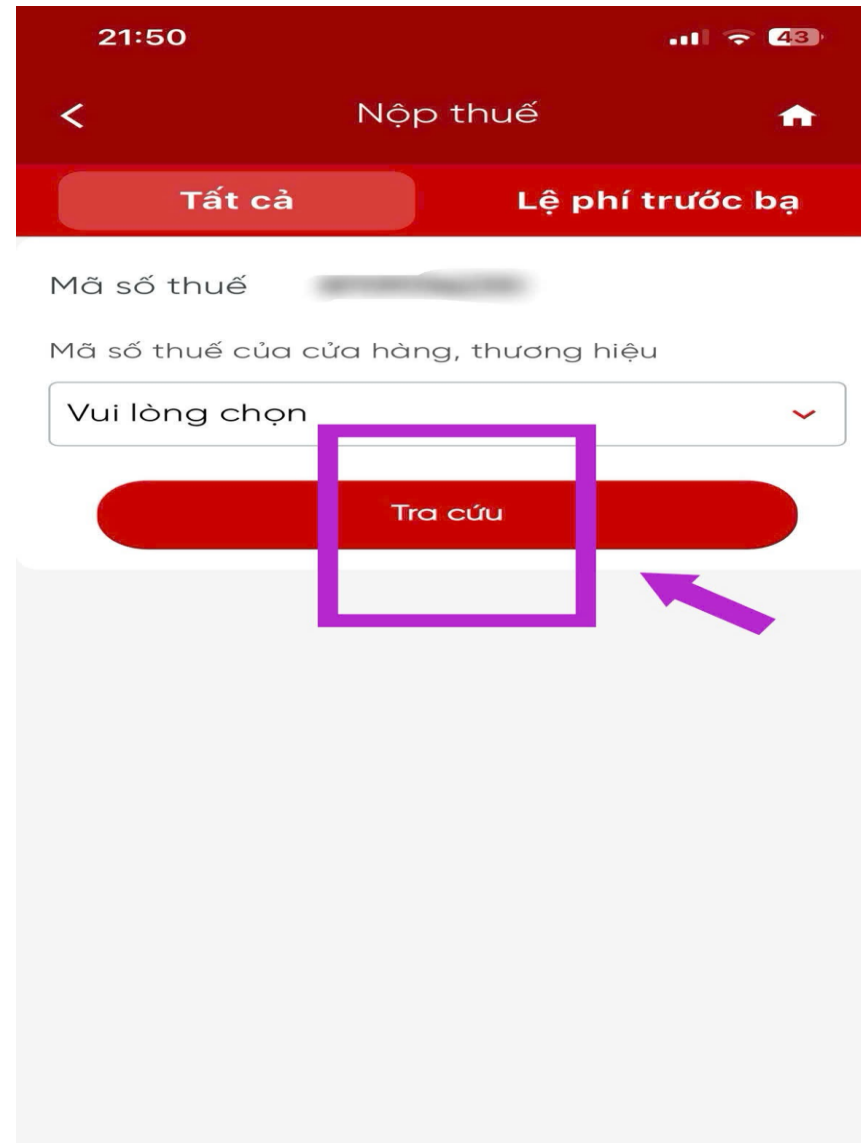 21:50
43
Nộp thuế
Tất cả
Lệ phí trước bạ
Mã số thuế
Mã số thuế của cửa hàng, thương hiệu
Vui lòng chọn
Tra cứu